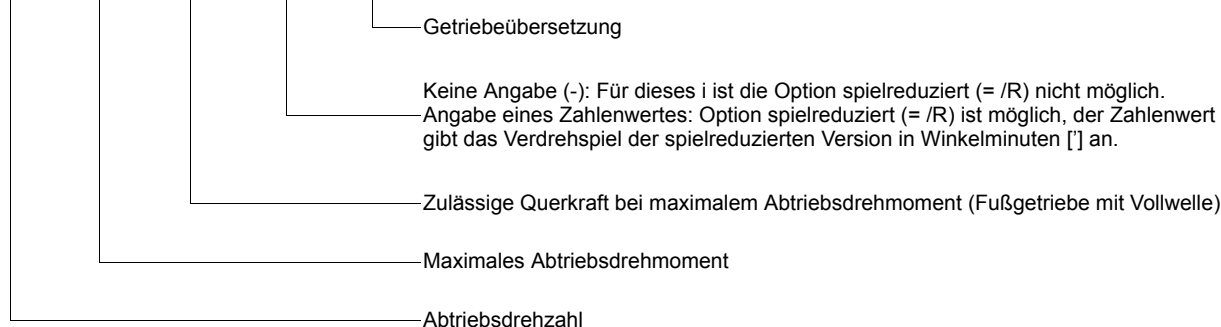 Getriebeübersetzung
Keine Angabe (-): Für dieses i ist die Option spielreduziert (= /R) nicht möglich.
Angabe eines Zahlenwertes: Option spielreduziert (= /R) ist möglich, der Zahlenwert
gibt das Verdrehspiel der spielreduzierten Version in Winkelminuten ['] an.
Zulässige Querkraft bei maximalem Abtriebsdrehmoment (Fußgetriebe mit Vollwelle)
Maximales Abtriebsdrehmoment
Abtriebsdrehzahl